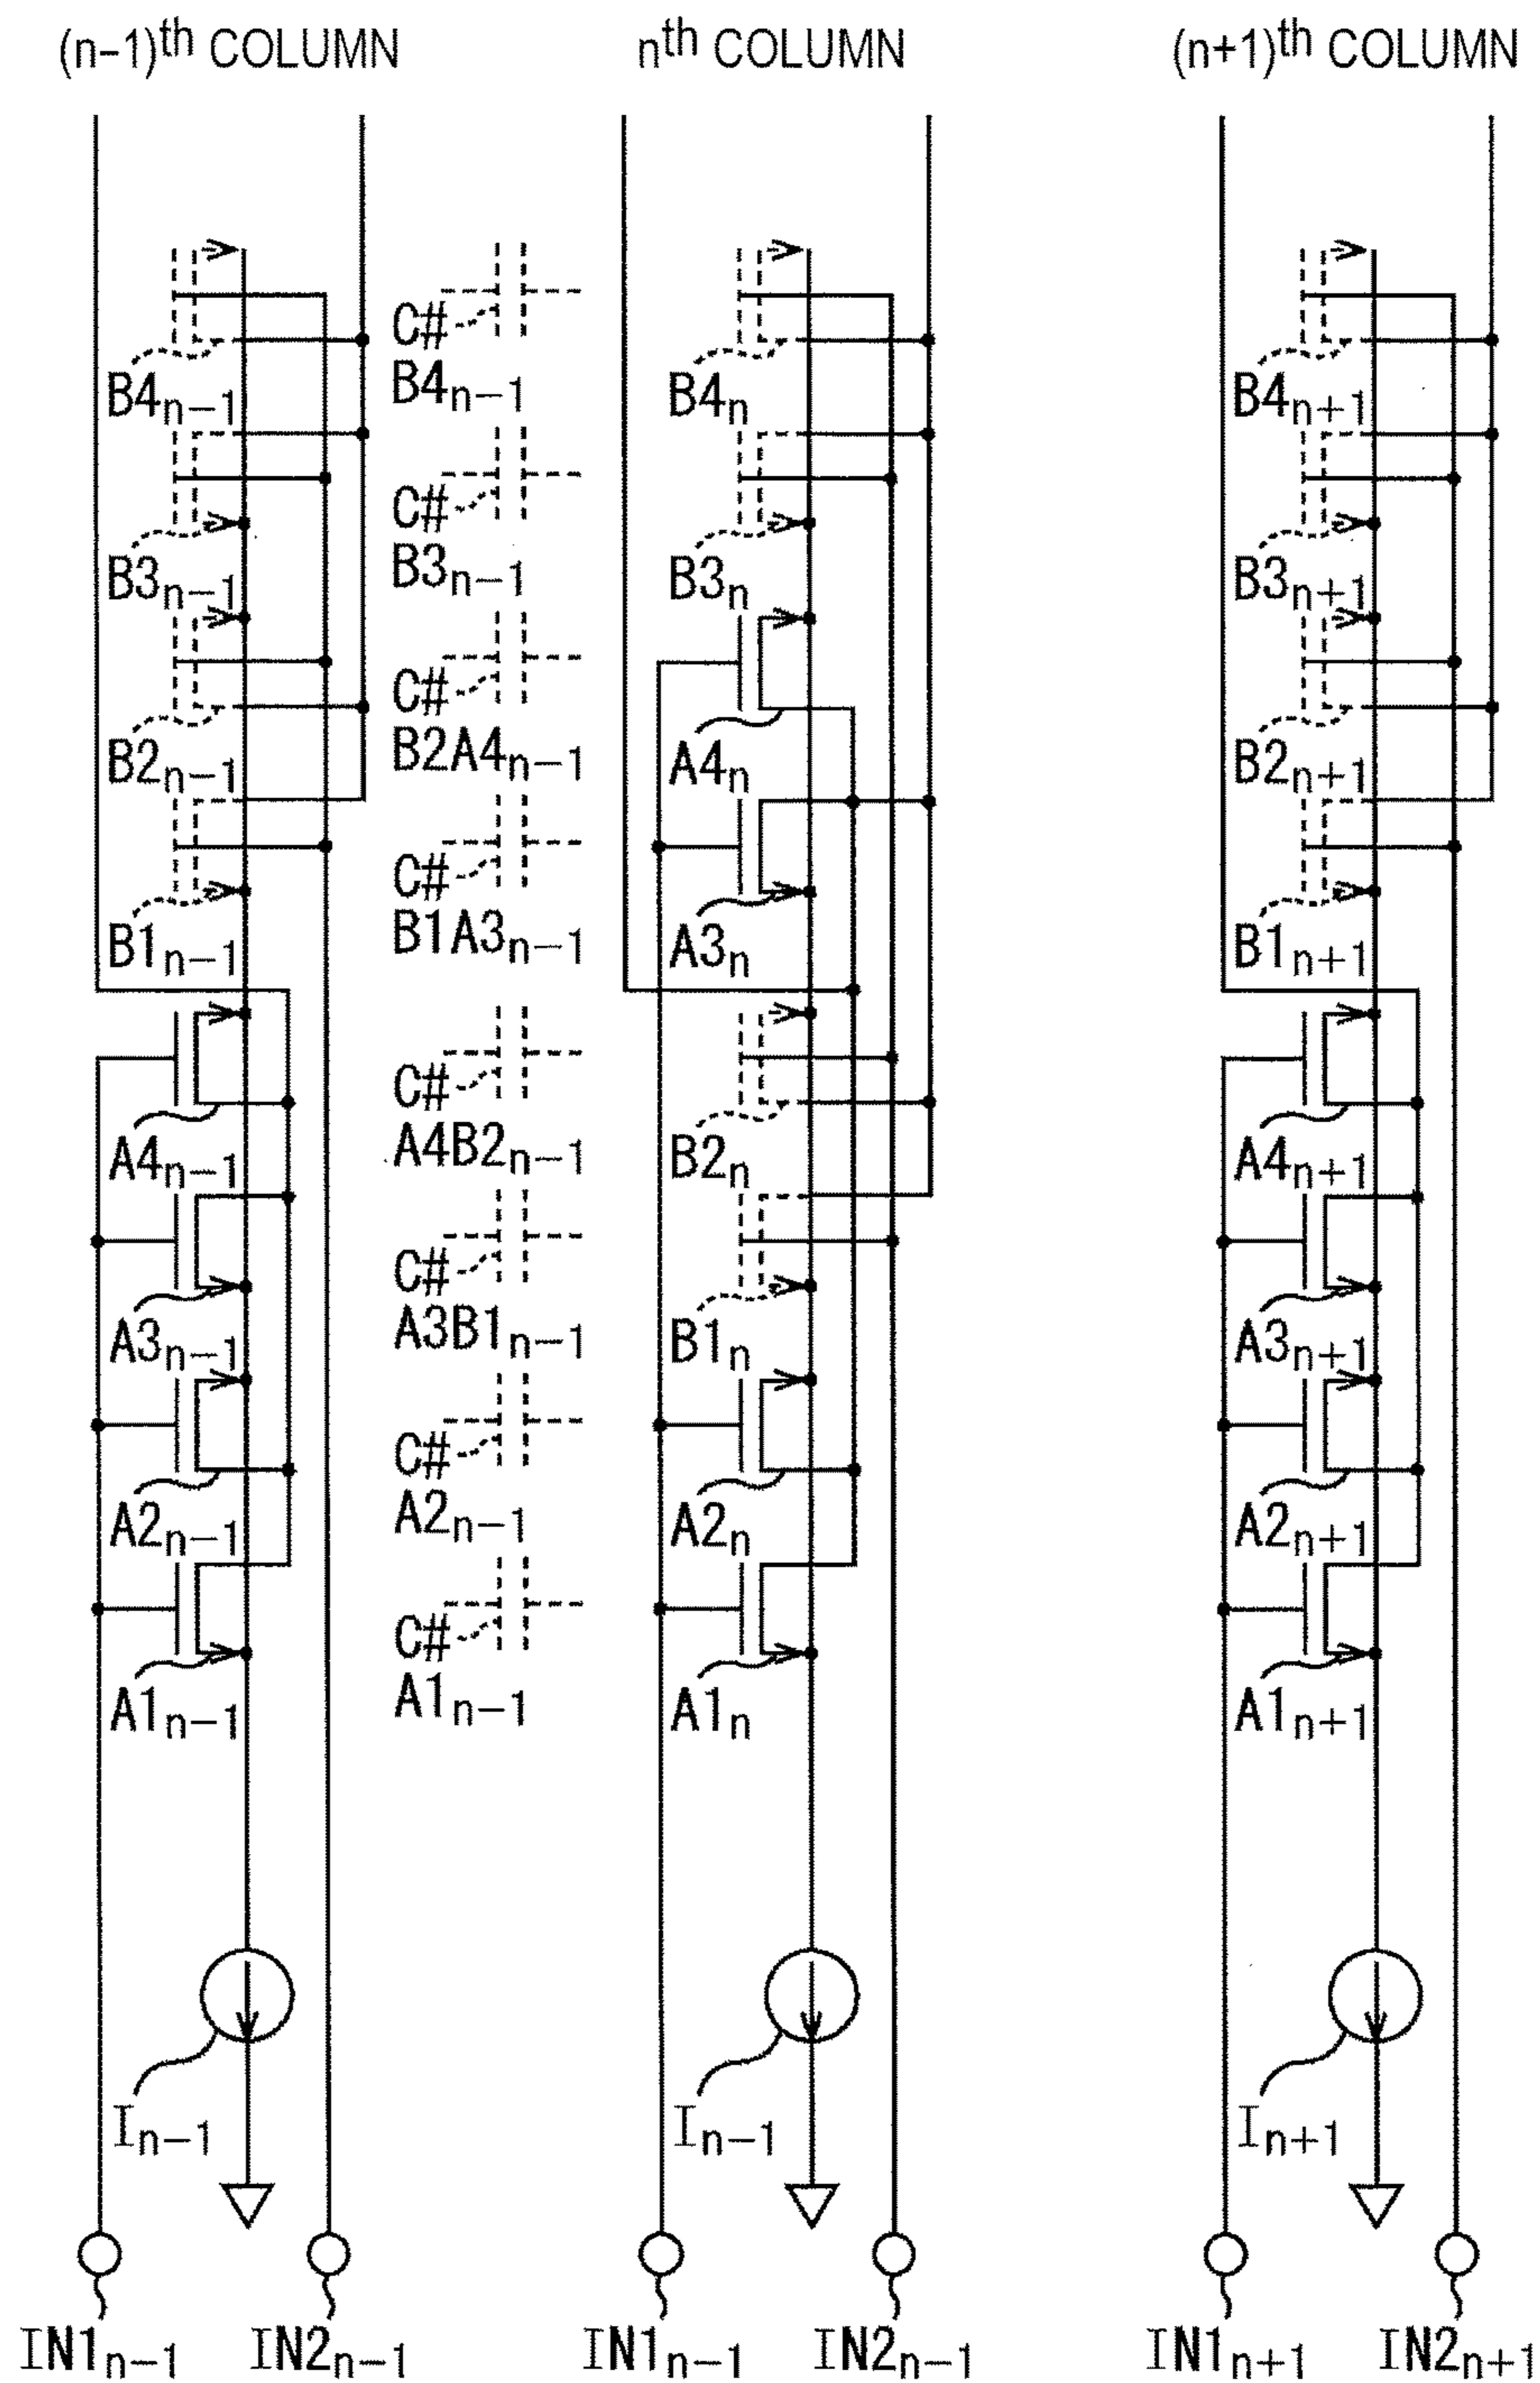 (n-1)th COLUMN
nth COLUMN
(n+1)th COLUMN
B4n-1
C#
B4n-1
B4n
B4n+1
B3n-1
C#
B3n-1
B3n
B3n+1
B2n-1
C#
B2A4n-1
A4n
B2n+1
B1n-1
C#
B1A3n-1
A3n
B1n+1
A4n-1
C#
A4B2n-1
B2n
A4n+1
A3n-1
C#
A3B1n-1
B1n
A3n+1
A2n-1
C#
A2n-1
A2n
A2n+1
A1n-1
C#
A1n-1
A1n
A1n+1
In-1
In-1
In+1
IN1n-1
IN2n-1
IN1n-1
IN2n-1
IN1n+1
IN2n+1